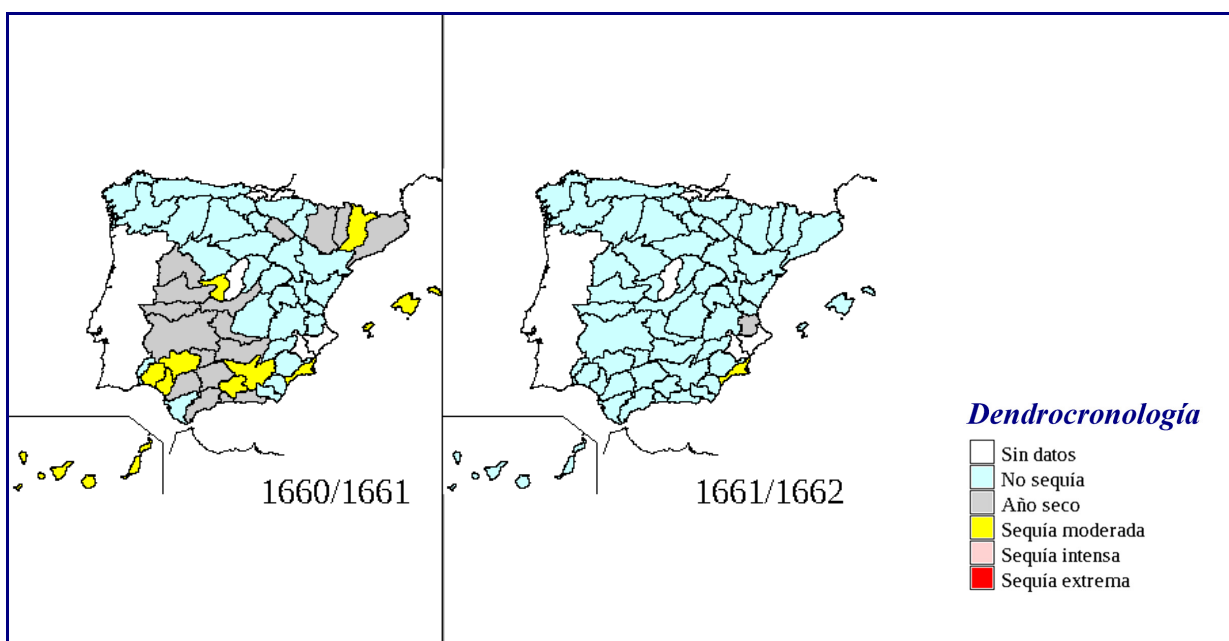 1660/1661
1661/1662
Dendrocronología
Sin datos
No sequía
Año seco
Sequía moderada
Sequía intensa
Sequía extrema